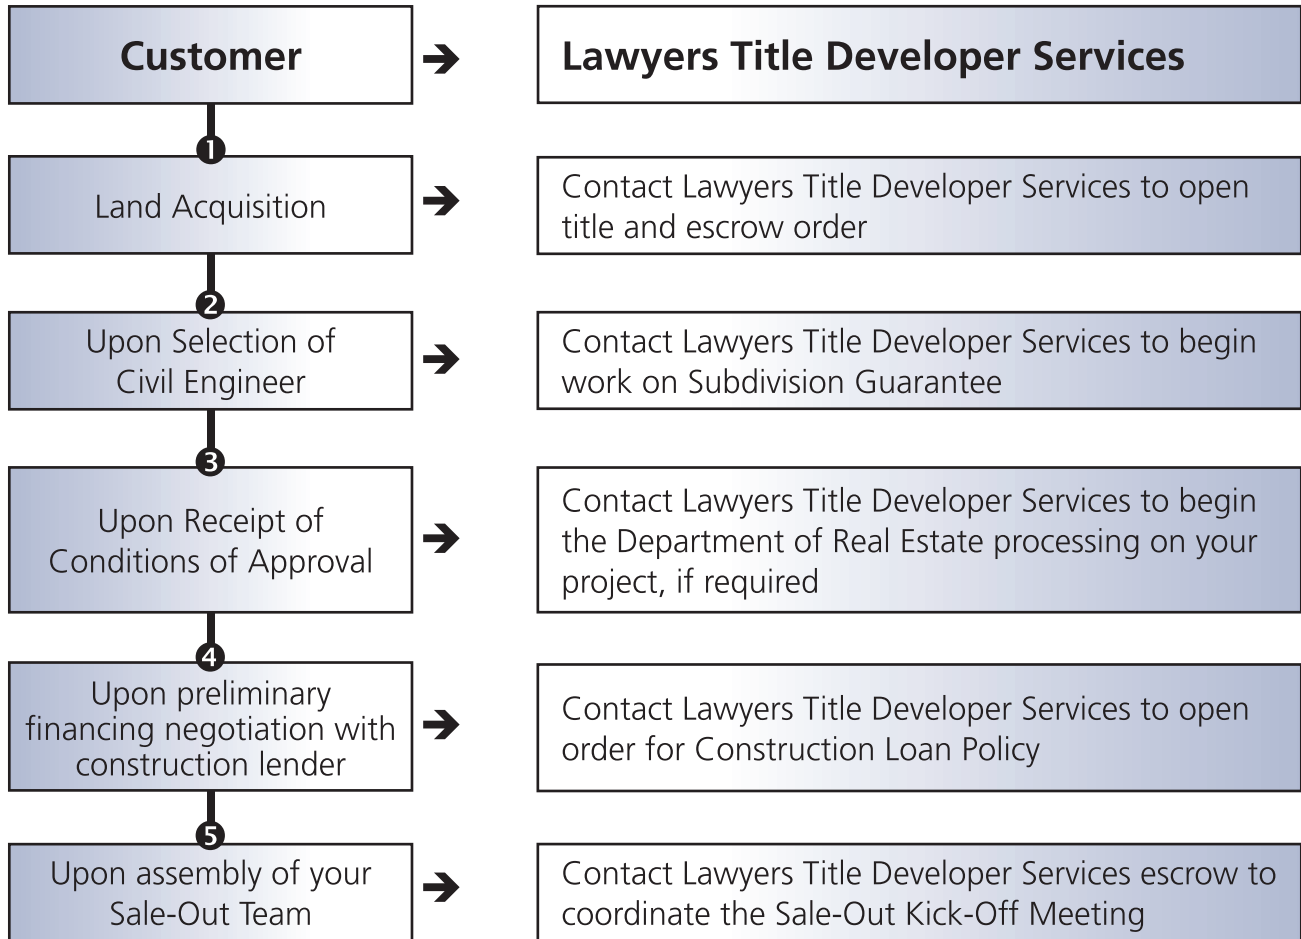 Customer
Lawyers Title Developer Services
1
Land Acquisition
Contact Lawyers Title Developer Services to open
title and escrow order
2
Upon Selection of
Civil Engineer
Contact Lawyers Title Developer Services to begin
work on Subdivision Guarantee
3
Upon Receipt of
Conditions of Approval
Contact Lawyers Title Developer Services to begin
the Department of Real Estate processing on your
project, if required
4
Upon preliminary
financing negotiation with
construction lender
Contact Lawyers Title Developer Services to open
order for Construction Loan Policy
5
Upon assembly of your
Sale-Out Team
Contact Lawyers Title Developer Services escrow to
coordinate the Sale-Out Kick-Off Meeting